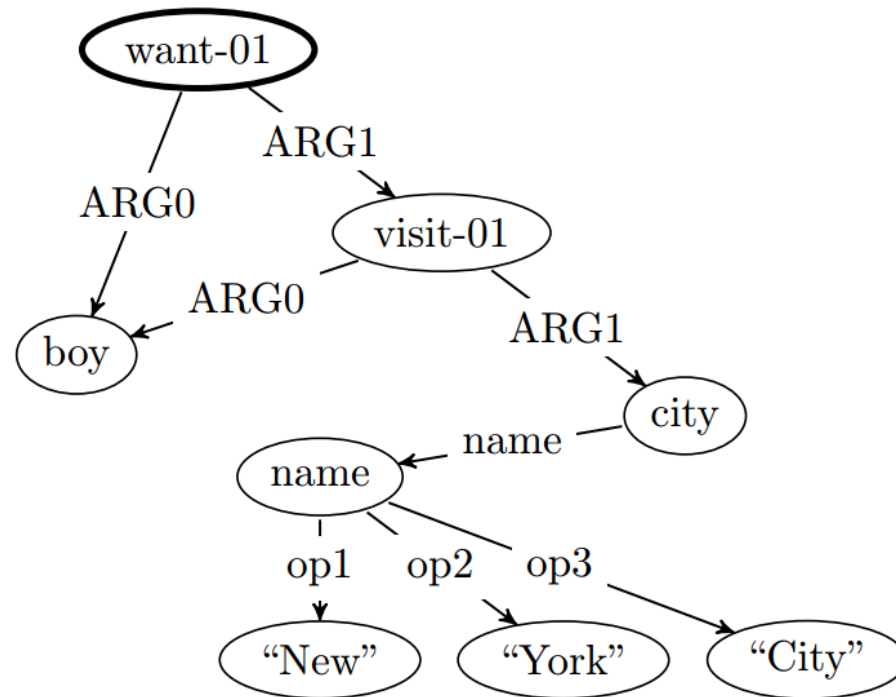 want-01
ARG1
ARG0
visit-01
ARG0
ARG1
boy
city
name
name
op1 op2 op3
“New” “York” “City”